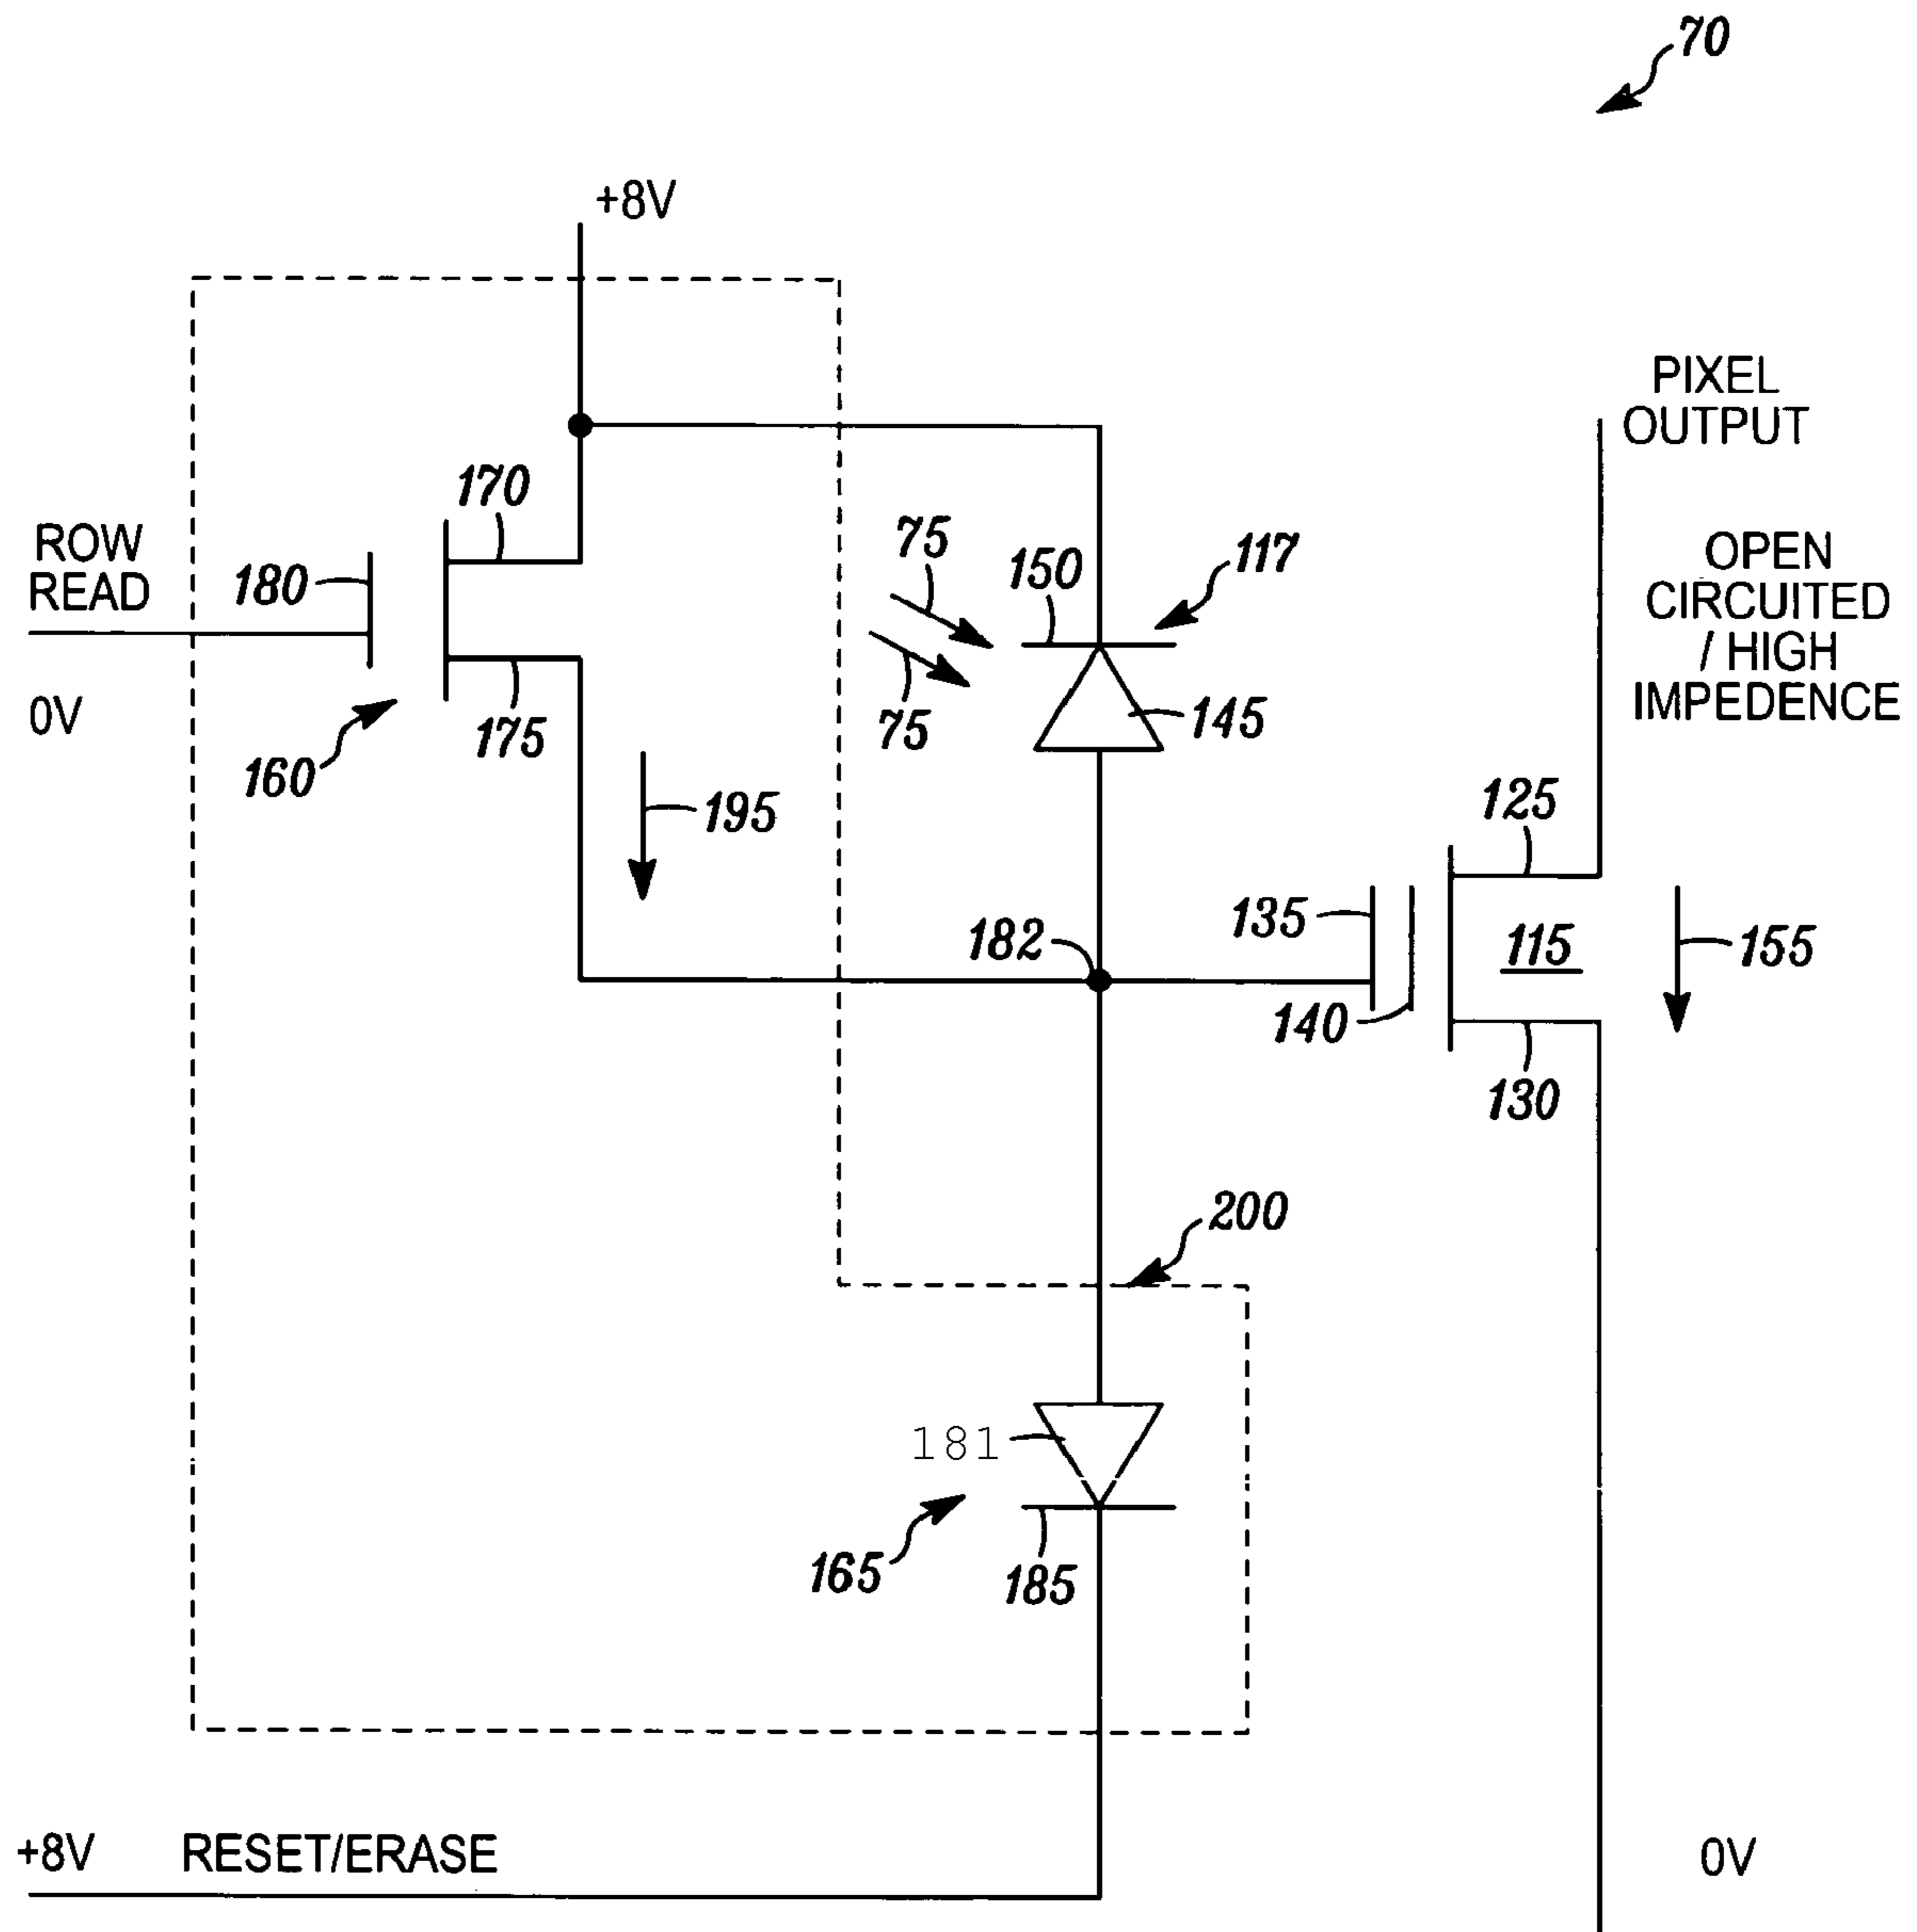 70
+8V
PIXEL
OUTPUT
170
ROW
READ
180
75
150
117
OPEN
CIRCUITED
/ HIGH
IMPEDENCE
0V
175
75
145
160
195
125
135
182
115
155
140
130
200
181
165
185
+8V RESET/ERASE
0V